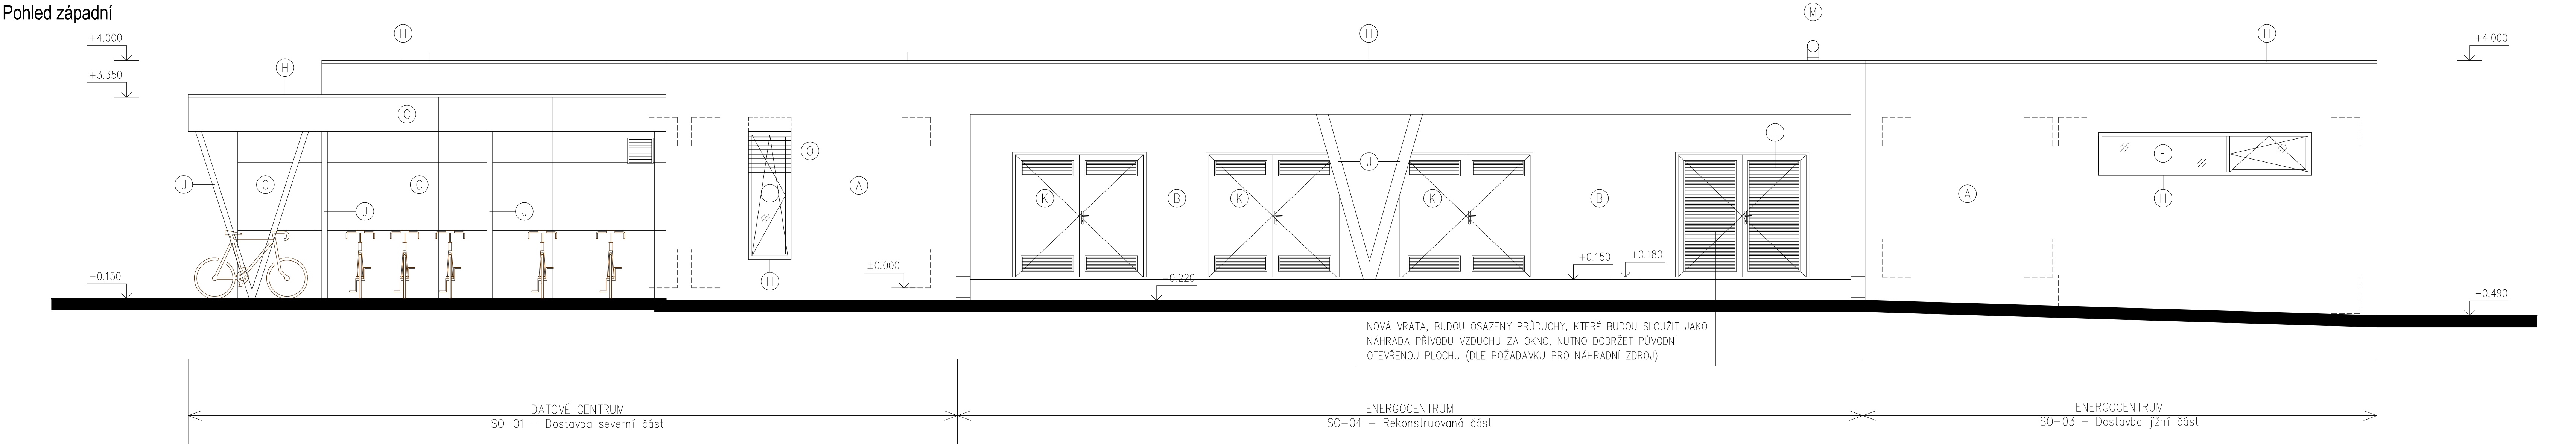 Pohled západní
M
H
H
H
+4.000
+4.000
H
+3.350
C
E
O
J
F
A
J
C
C
F
A
K
B
K
K
B
H
J
J
±0.000
+0.150
+0.180
H
-0.150
-0.220
-0,490
NOVÁ VRATA, BUDOU OSAZENY PRŮDUCHY, KTERÉ BUDOU SLOUŽIT JAKO
NÁHRADA PŘÍVODU VZDUCHU ZA OKNO, NUTNO DODRŽET PŮVODNÍ
OTEVŘENOU PLOCHU (DLE POŽADAVKU PRO NÁHRADNÍ ZDROJ)
DATOVÉ CENTRUM
SO-01 - Dostavba severní část
ENERGOCENTRUM
SO-04 - Rekonstruovaná část
ENERGOCENTRUM
SO-03 - Dostavba jižní část